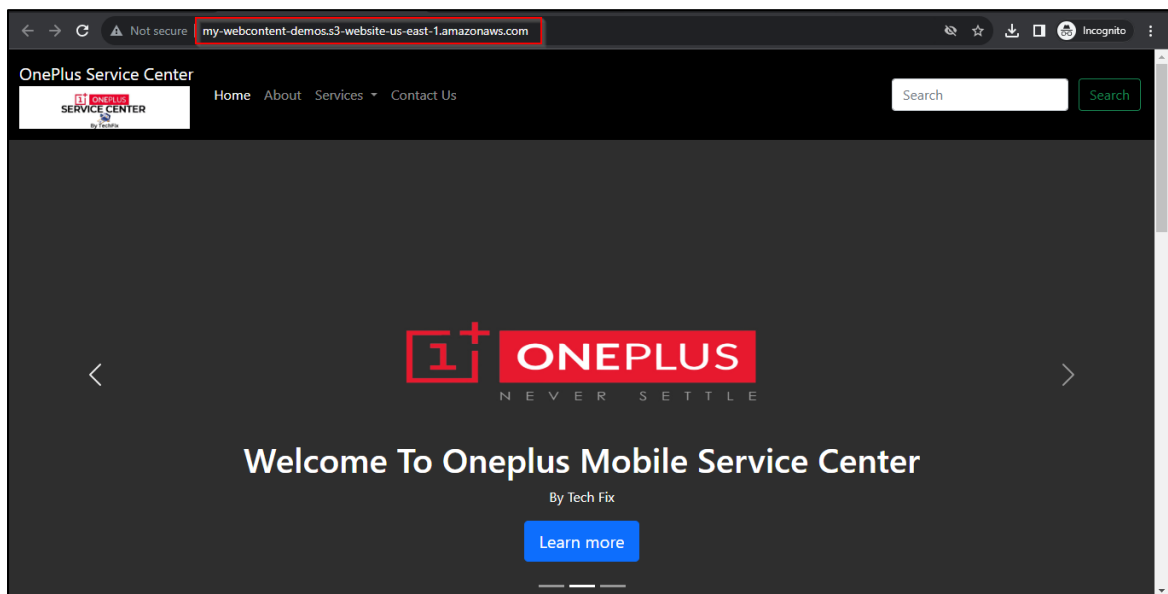 Not secure my-webcontent-demos.s3-website-us-east-1.amazonaws.com Incognito
OnePlus Service Center
ONEPLUS
SERVICE CENTER
By TechFix
Home About Services Contact Us
Search Search
1+ ONEPLUS
NEVER SETTLE
Welcome To Oneplus Mobile Service Center
By Tech Fix
Learn more